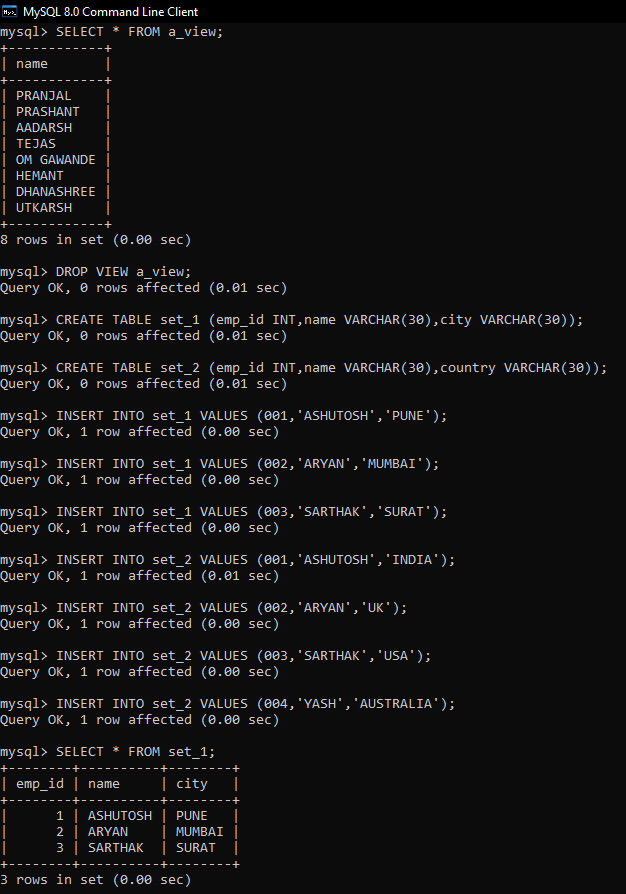 MySQL 8.0 Command Line Client
mysql> SELECT * FROM a_view;
+------------+
| name       |
+------------+
| PRANJAL    |
| PRASHANT   |
| AADARSH    |
| TEJAS      |
| OM GAWANDE |
| HEMANT     |
| DHANASHREE |
| UTKARSH    |
+------------+
8 rows in set (0.00 sec)

mysql> DROP VIEW a_view;
Query OK, 0 rows affected (0.01 sec)

mysql> CREATE TABLE set_1 (emp_id INT,name VARCHAR(30),city VARCHAR(30));
Query OK, 0 rows affected (0.01 sec)

mysql> CREATE TABLE set_2 (emp_id INT,name VARCHAR(30),country VARCHAR(30));
Query OK, 0 rows affected (0.01 sec)

mysql> INSERT INTO set_1 VALUES (001,'ASHUTOSH','PUNE');
Query OK, 1 row affected (0.00 sec)

mysql> INSERT INTO set_1 VALUES (002,'ARYAN','MUMBAI');
Query OK, 1 row affected (0.00 sec)

mysql> INSERT INTO set_1 VALUES (003,'SARTHAK','SURAT');
Query OK, 1 row affected (0.00 sec)

mysql> INSERT INTO set_2 VALUES (001,'ASHUTOSH','INDIA');
Query OK, 1 row affected (0.01 sec)

mysql> INSERT INTO set_2 VALUES (002,'ARYAN','UK');
Query OK, 1 row affected (0.00 sec)

mysql> INSERT INTO set_2 VALUES (003,'SARTHAK','USA');
Query OK, 1 row affected (0.00 sec)

mysql> INSERT INTO set_2 VALUES (004,'YASH','AUSTRALIA');
Query OK, 1 row affected (0.00 sec)

mysql> SELECT * FROM set_1;
+--------+----------+--------+
| emp_id | name     | city   |
+--------+----------+--------+
|      1 | ASHUTOSH | PUNE   |
|      2 | ARYAN    | MUMBAI |
|      3 | SARTHAK  | SURAT  |
+--------+----------+--------+
3 rows in set (0.00 sec)